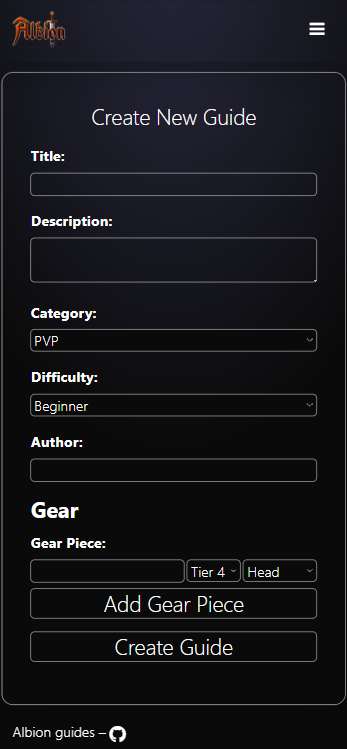 Albion
Create New Guide
Title:
Description:
Category:
PVP
Difficulty:
Beginner
Author:
Gear
Gear Piece:
Tier 4 Head
Add Gear Piece
Create Guide
Albion guides –